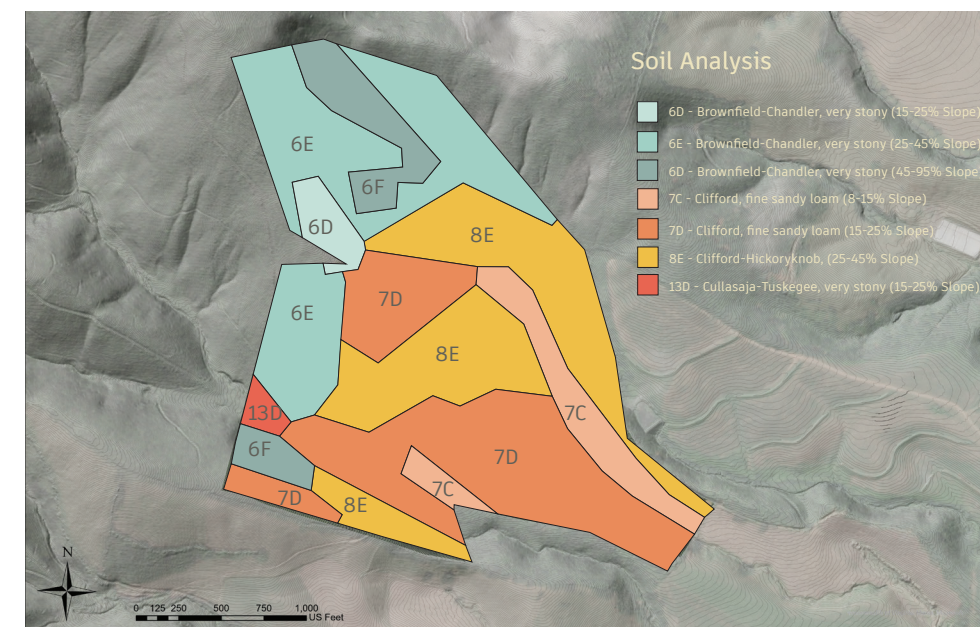 Soil Analysis
6D - Brownfield-Chandler, very stony (15-25% Slope)
6E - Brownfield-Chandler, very stony (25-45% Slope)
6D - Brownfield-Chandler, very stony (45-95% Slope
7C - Clifford, fine sandy loam (8-15% Slope)
7D - Clifford, fine sandy loam (15-25% Slope)
8E - Clifford-Hickoryknob, (25-45% Slope)
13D - Cullasaja-Tuskegee, very stony (15-25% Slope)
6E
6F
6D
8E
7D
6E
8E
13D
7C
6F
7D
7C
7D
8E
N
0 125 250 500 750 1,000
US Feet